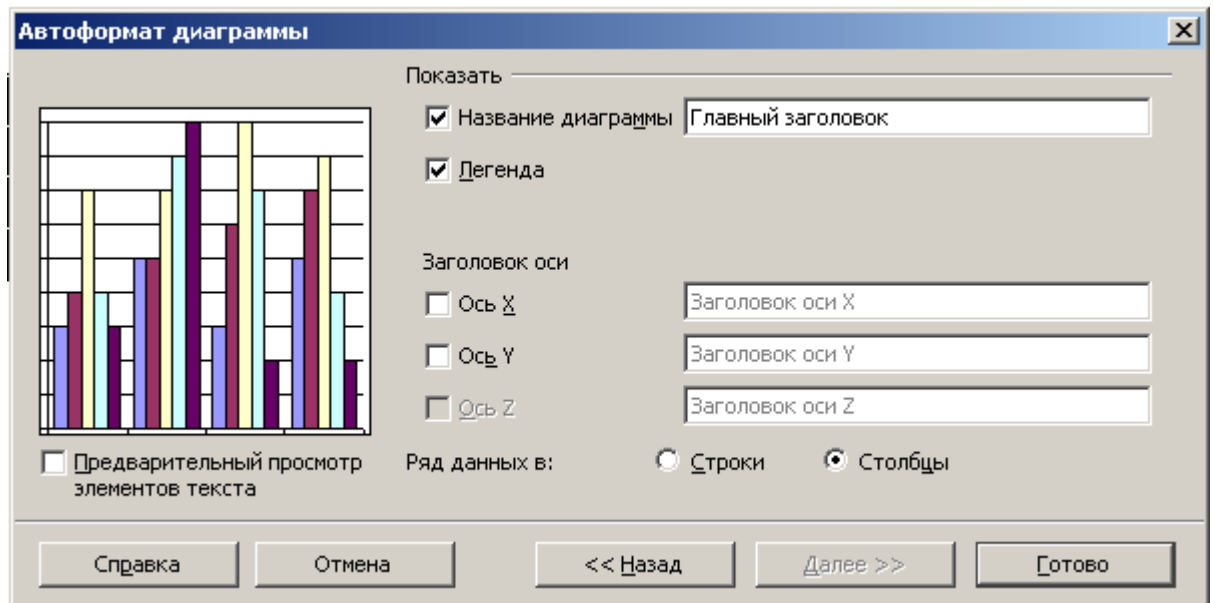 Автоформат диаграммы
Показать
Название диаграммы Главный заголовок
Легенда
Заголовок оси
Ось X Заголовок оси X
Ось Y Заголовок оси Y
Ось Z Заголовок оси Z
Предварительный просмотр
элементов текста
Ряд данных в: Строки Столбцы
Справка Отмена << Назад Далее >> Готово